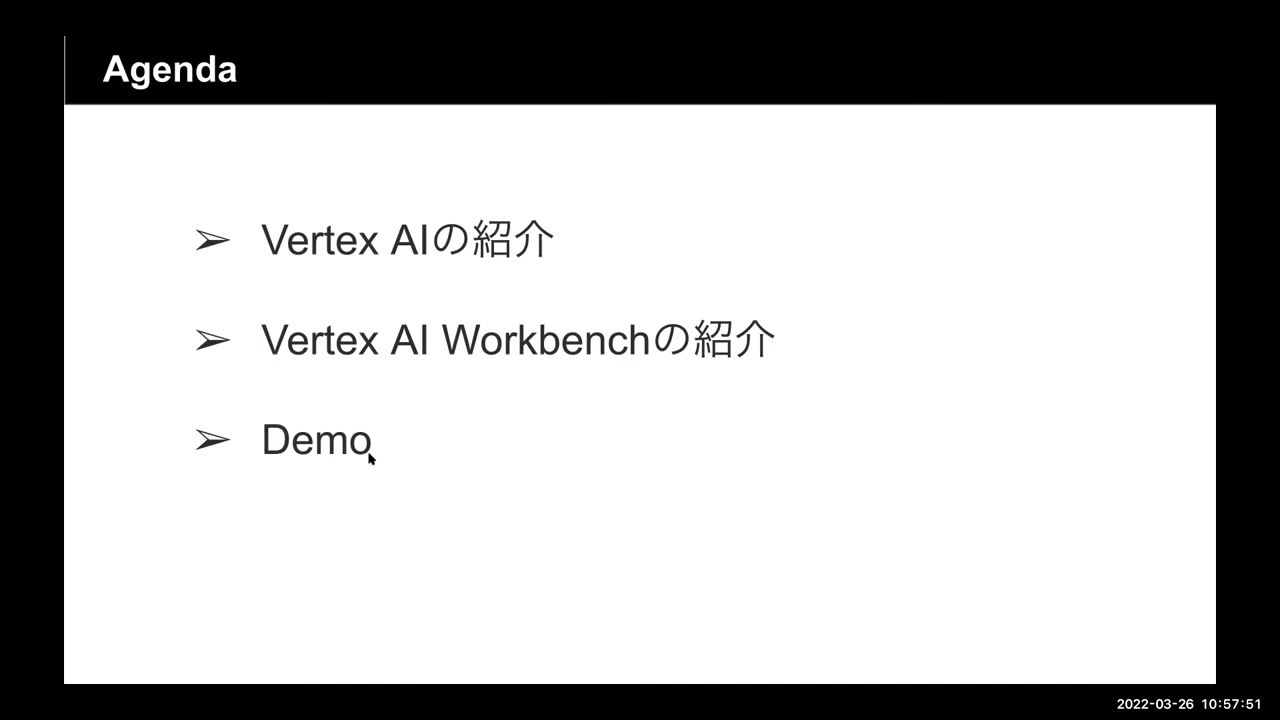 Agenda
➢ Vertex AIの紹介
➢ Vertex AI Workbenchの紹介
➢ Demo
2022-03-26 10:57:51